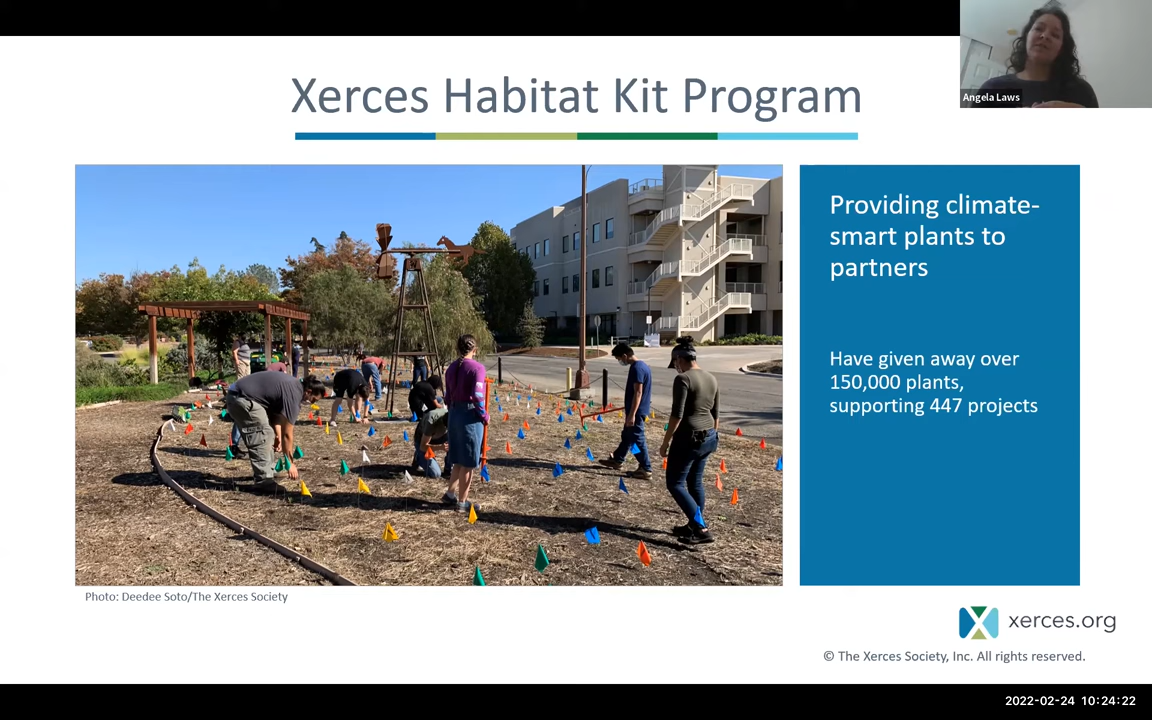 Xerces Habitat Kit Program
Angela Laws
Providing climate-
smart plants to
partners
Have given away over
150,000 plants,
supporting 447 projects
Photo: Deedee Soto/The Xerces Society
xerces.org
© The Xerces Society, Inc. All rights reserved.
2022-02-24 10:24:22